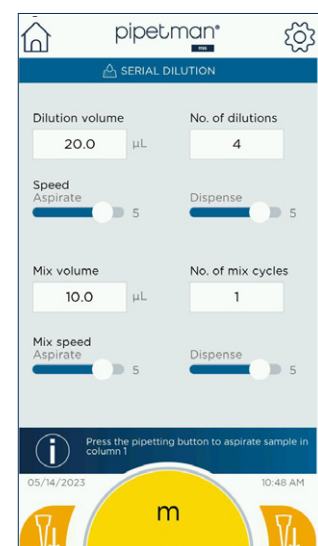 pipetman®
SERIAL DILUTION
Dilution volume
No. of dilutions
20.0 µL
4
Speed
Aspirate
5
Dispense
5
Mix volume
No. of mix cycles
10.0 µL
1
Mix speed
Aspirate
5
Dispense
5
Press the pipetting button to aspirate sample in
column 1
05/14/2023
10:48 AM
m